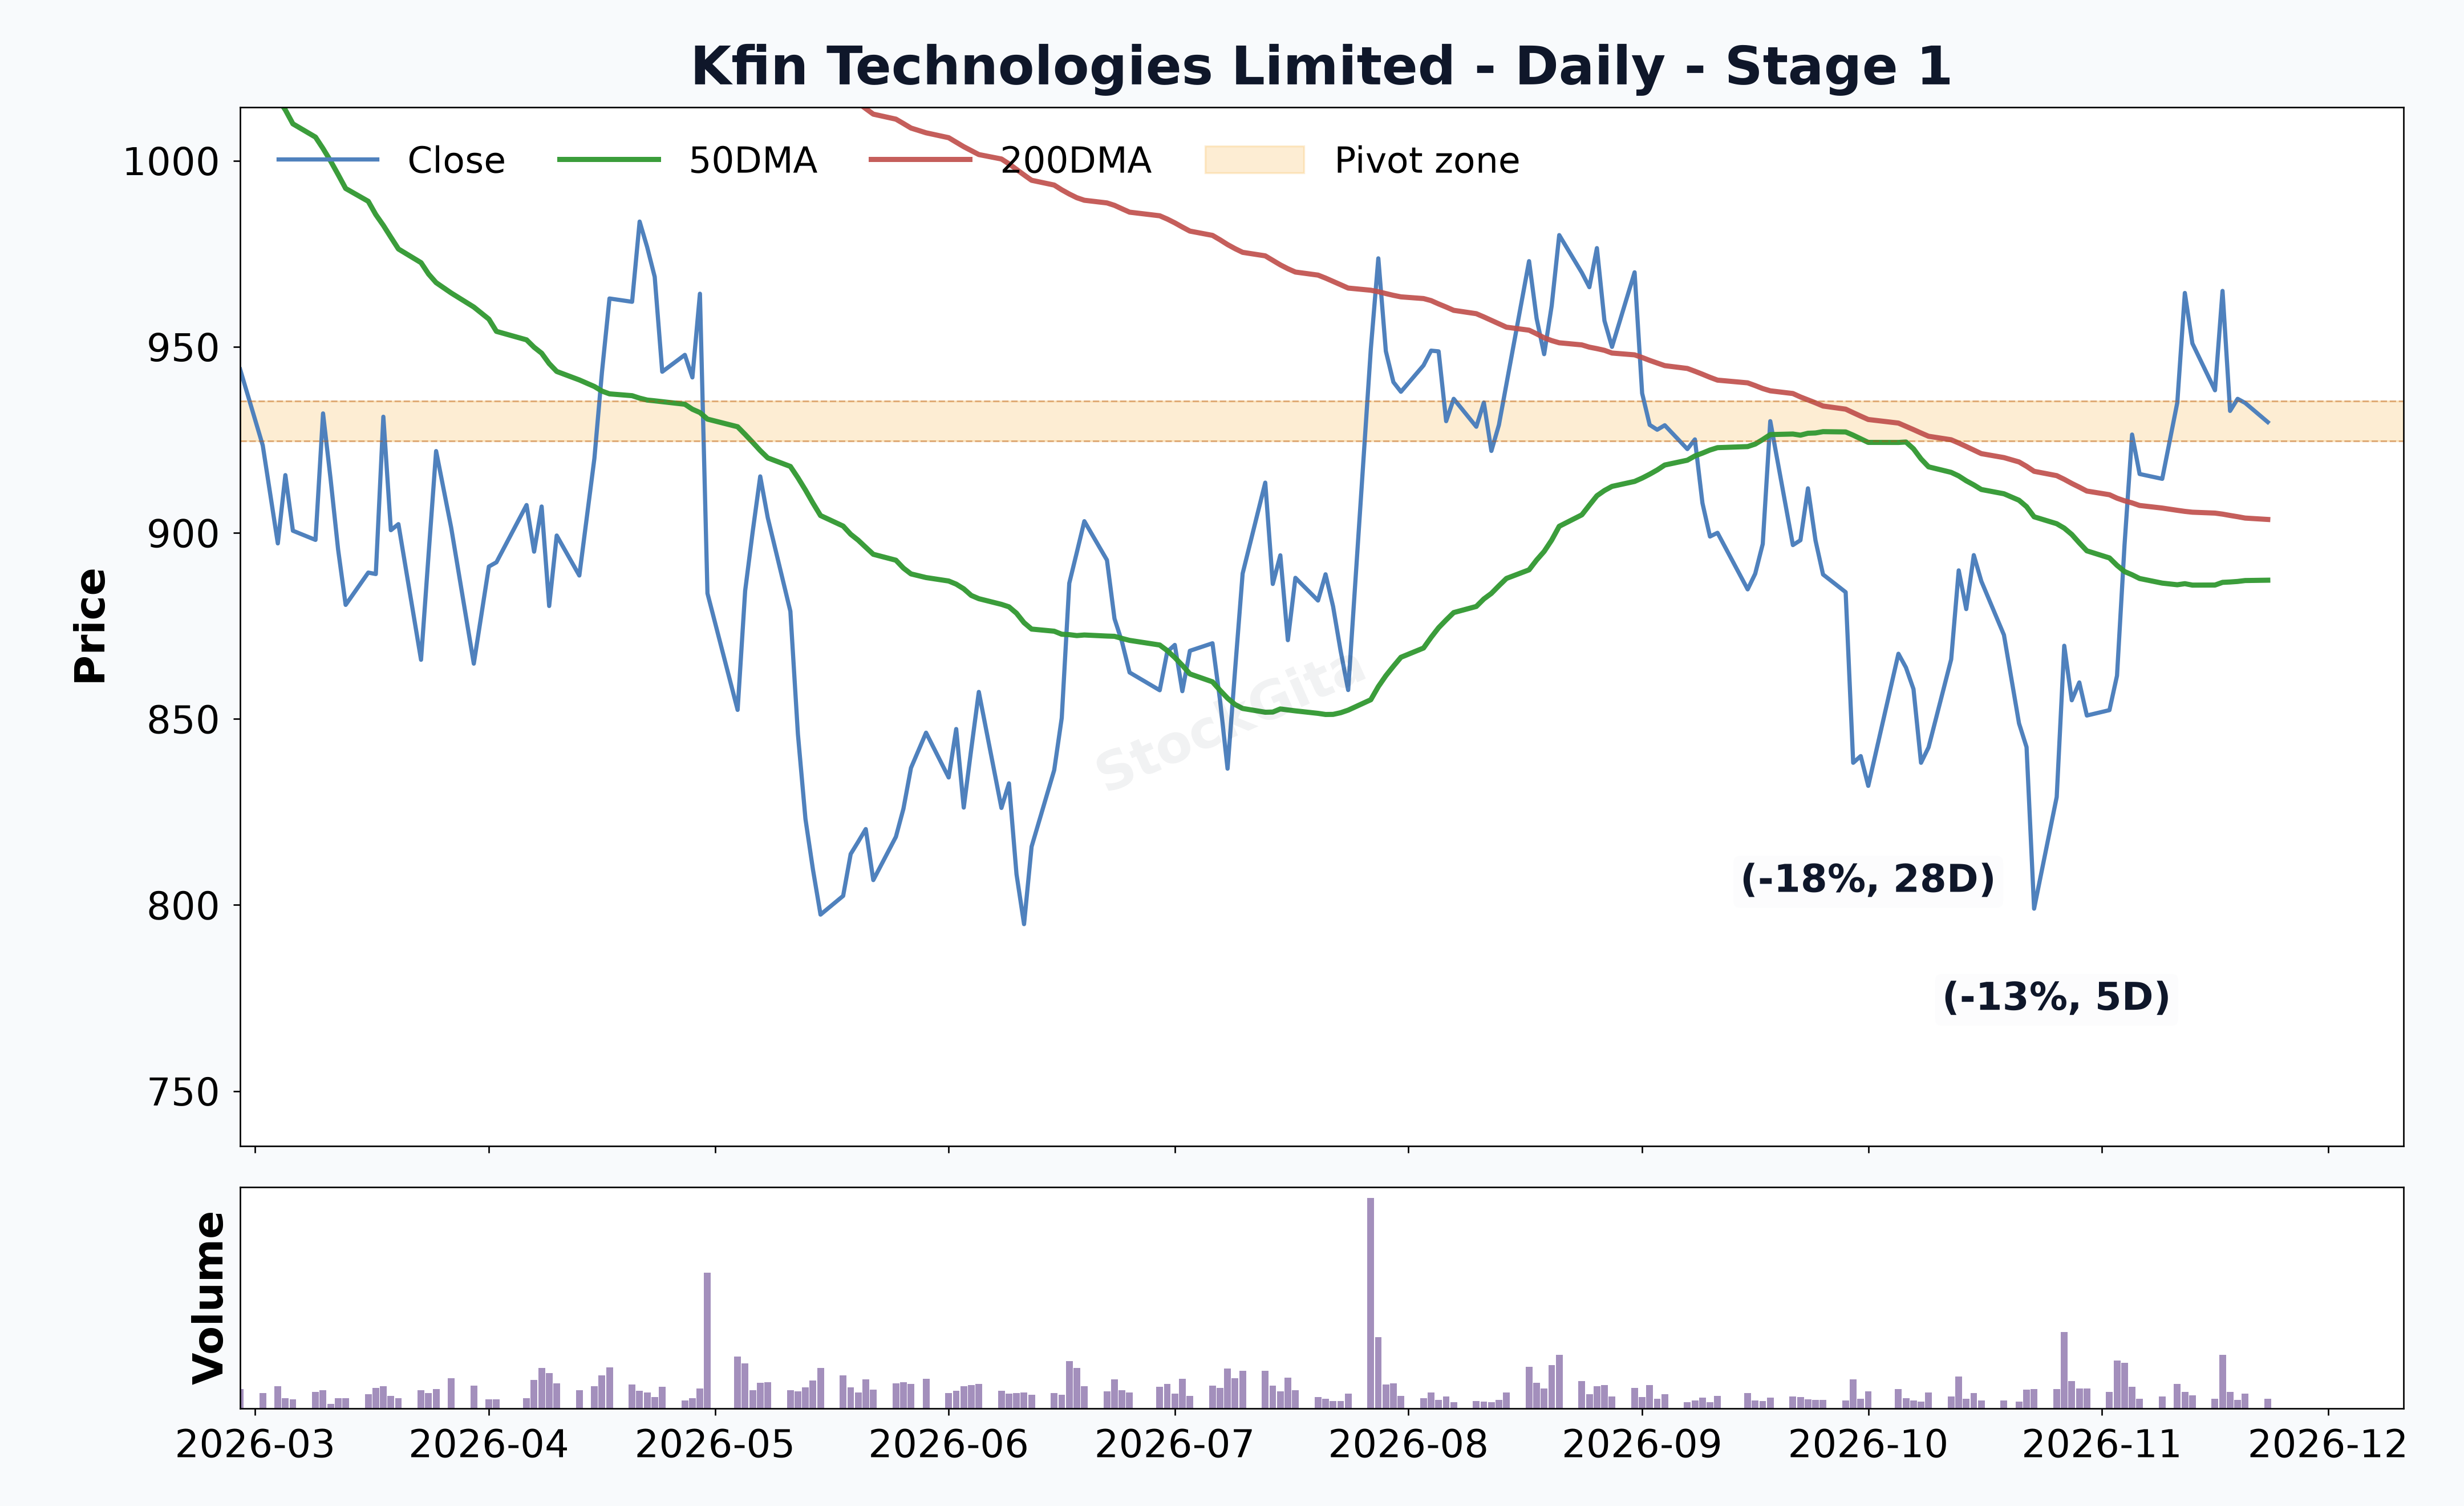 Kfin Technologies Limited - Daily - Stage 1
Close 50DMA 200DMA Pivot zone
1000
950
900
850
800
750
Price
StockGita
(-18%, 28D)
(-13%, 5D)
Volume
2026-03 2026-04 2026-05 2026-06 2026-07 2026-08 2026-09 2026-10 2026-11 2026-12